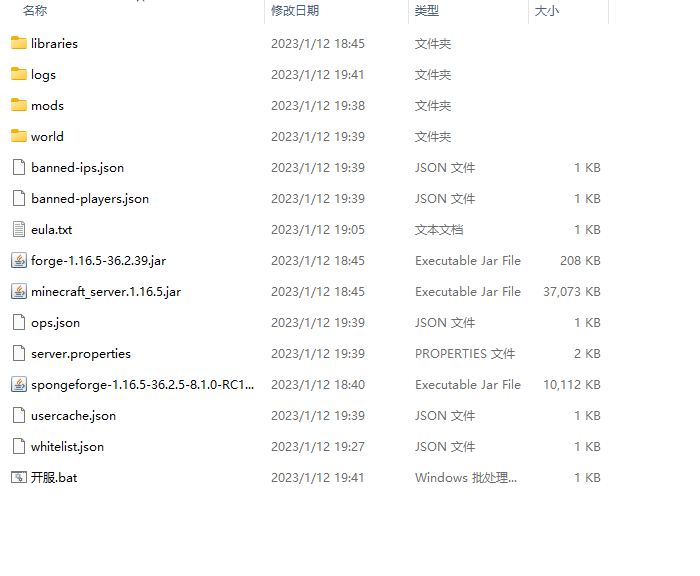 名称 修改日期 类型 大小
libraries 2023/1/12 18:45 文件夹
logs 2023/1/12 19:41 文件夹
mods 2023/1/12 19:38 文件夹
world 2023/1/12 19:39 文件夹
banned-ips.json 2023/1/12 19:39 JSON 文件 1 KB
banned-players.json 2023/1/12 19:39 JSON 文件 1 KB
eula.txt 2023/1/12 19:05 文本文档 1 KB
forge-1.16.5-36.2.39.jar 2023/1/12 18:45 Executable Jar File 208 KB
minecraft_server.1.16.5.jar 2023/1/12 18:45 Executable Jar File 37,073 KB
ops.json 2023/1/12 19:39 JSON 文件 1 KB
server.properties 2023/1/12 19:39 PROPERTIES 文件 2 KB
spongeforge-1.16.5-36.2.5-8.1.0-RC1... 2023/1/12 18:40 Executable Jar File 10,112 KB
usercache.json 2023/1/12 19:39 JSON 文件 1 KB
whitelist.json 2023/1/12 19:27 JSON 文件 1 KB
开服.bat 2023/1/12 19:41 Windows 批处理... 1 KB